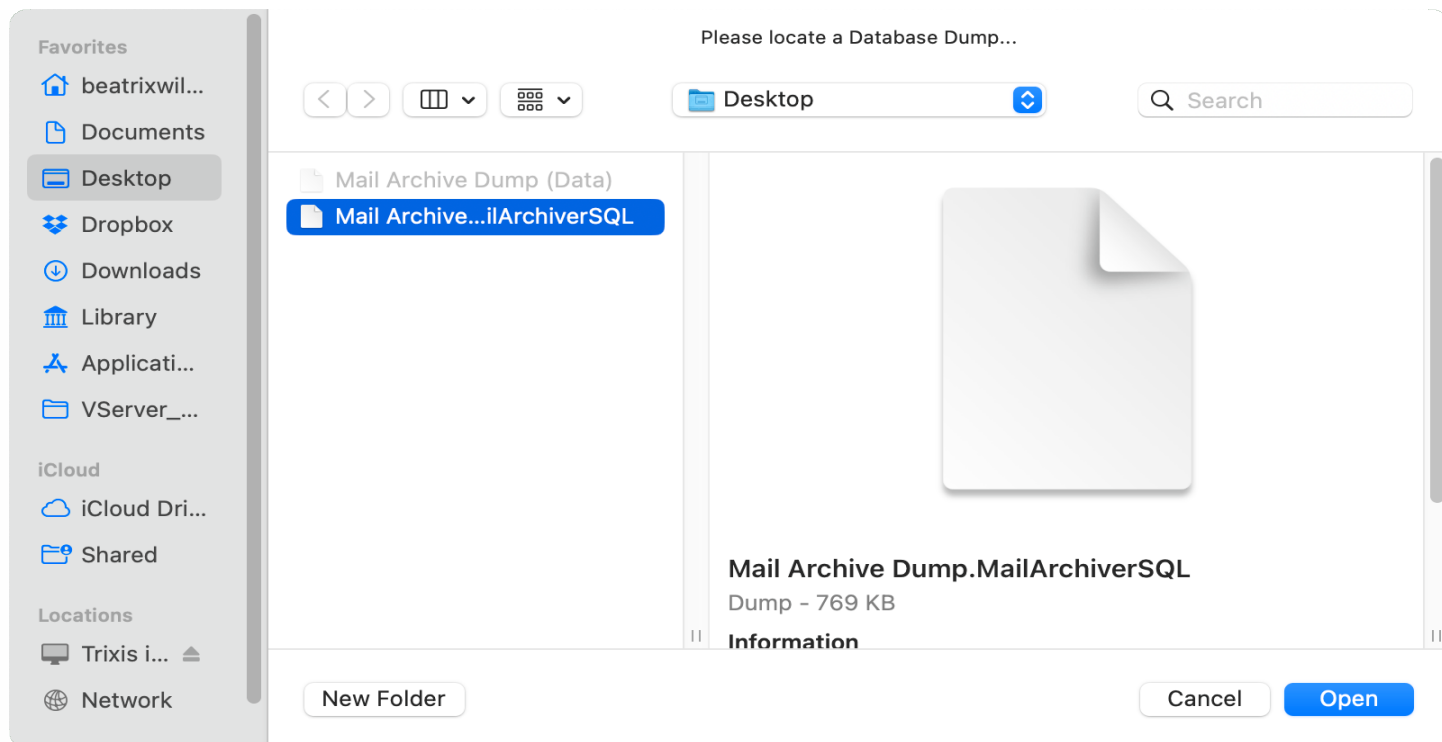 Please locate a Database Dump...
Favorites
beatrixwil...
Documents
Desktop
Dropbox
Downloads
Library
Applicati...
VServer_...
iCloud
iCloud Dri...
Shared
Locations
Trixis i...
Network
Desktop
Search
Mail Archive Dump (Data)
Mail Archive...ilArchiverSQL
Mail Archive Dump.MailArchiverSQL
Dump - 769 KB
Information
New Folder
Cancel
Open